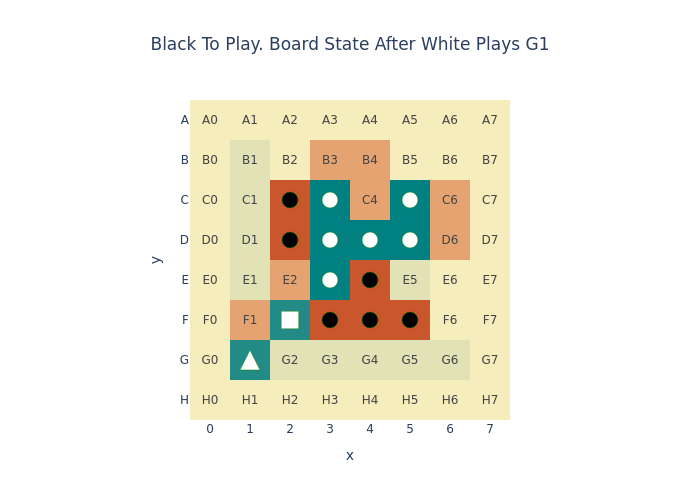 Black To Play. Board State After White Plays G1
A A0 A1 A2 A3 A4 A5 A6 A7
B B0 B1 B2 B3 B4 B5 B6 B7
C C0 C1 C4 C6 C7
D D0 D1 D6 D7
E E0 E1 E2 E5 E6 E7
F F0 F1 F6 F7
G G0 G2 G3 G4 G5 G6 G7
H H0 H1 H2 H3 H4 H5 H6 H7
0 1 2 3 4 5 6 7
x
y